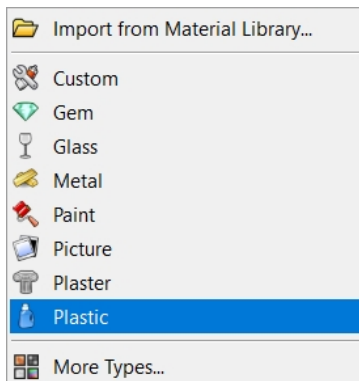 Import from Material Library...
Custom
Gem
Glass
Metal
Paint
Picture
Plaster
Plastic
More Types...